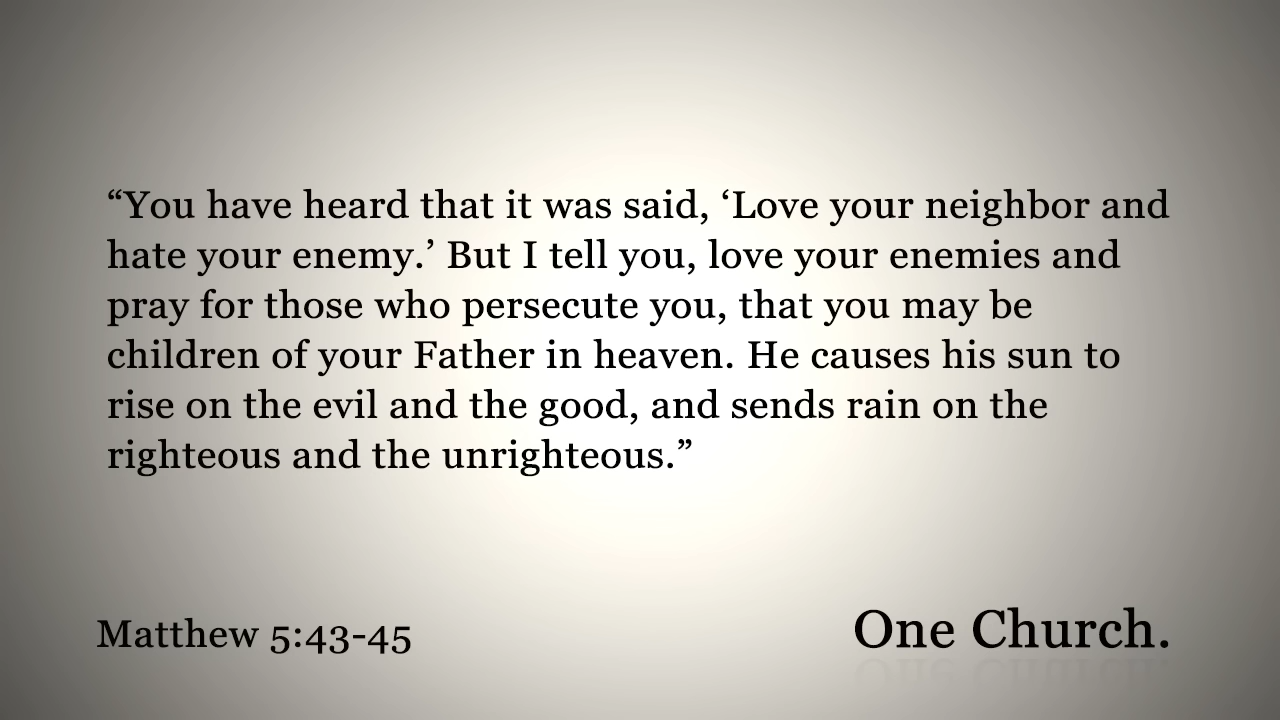 “You have heard that it was said, ‘Love your neighbor and
hate your enemy.’ But I tell you, love your enemies and
pray for those who persecute you, that you may be
children of your Father in heaven. He causes his sun to
rise on the evil and the good, and sends rain on the
righteous and the unrighteous.”
Matthew 5:43-45
One Church.